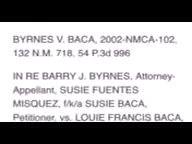 BYRNES V. BACA, 2002-NMCA-102,
132 N.M. 718, 54 P.3d 996
IN RE BARRY J. BYRNES, Attorney-
Appellant, SUSIE FUENTES
MISQUEZ, f/k/a SUSIE BACA,
Petitioner, vs. LOUIE FRANCIS BACA,